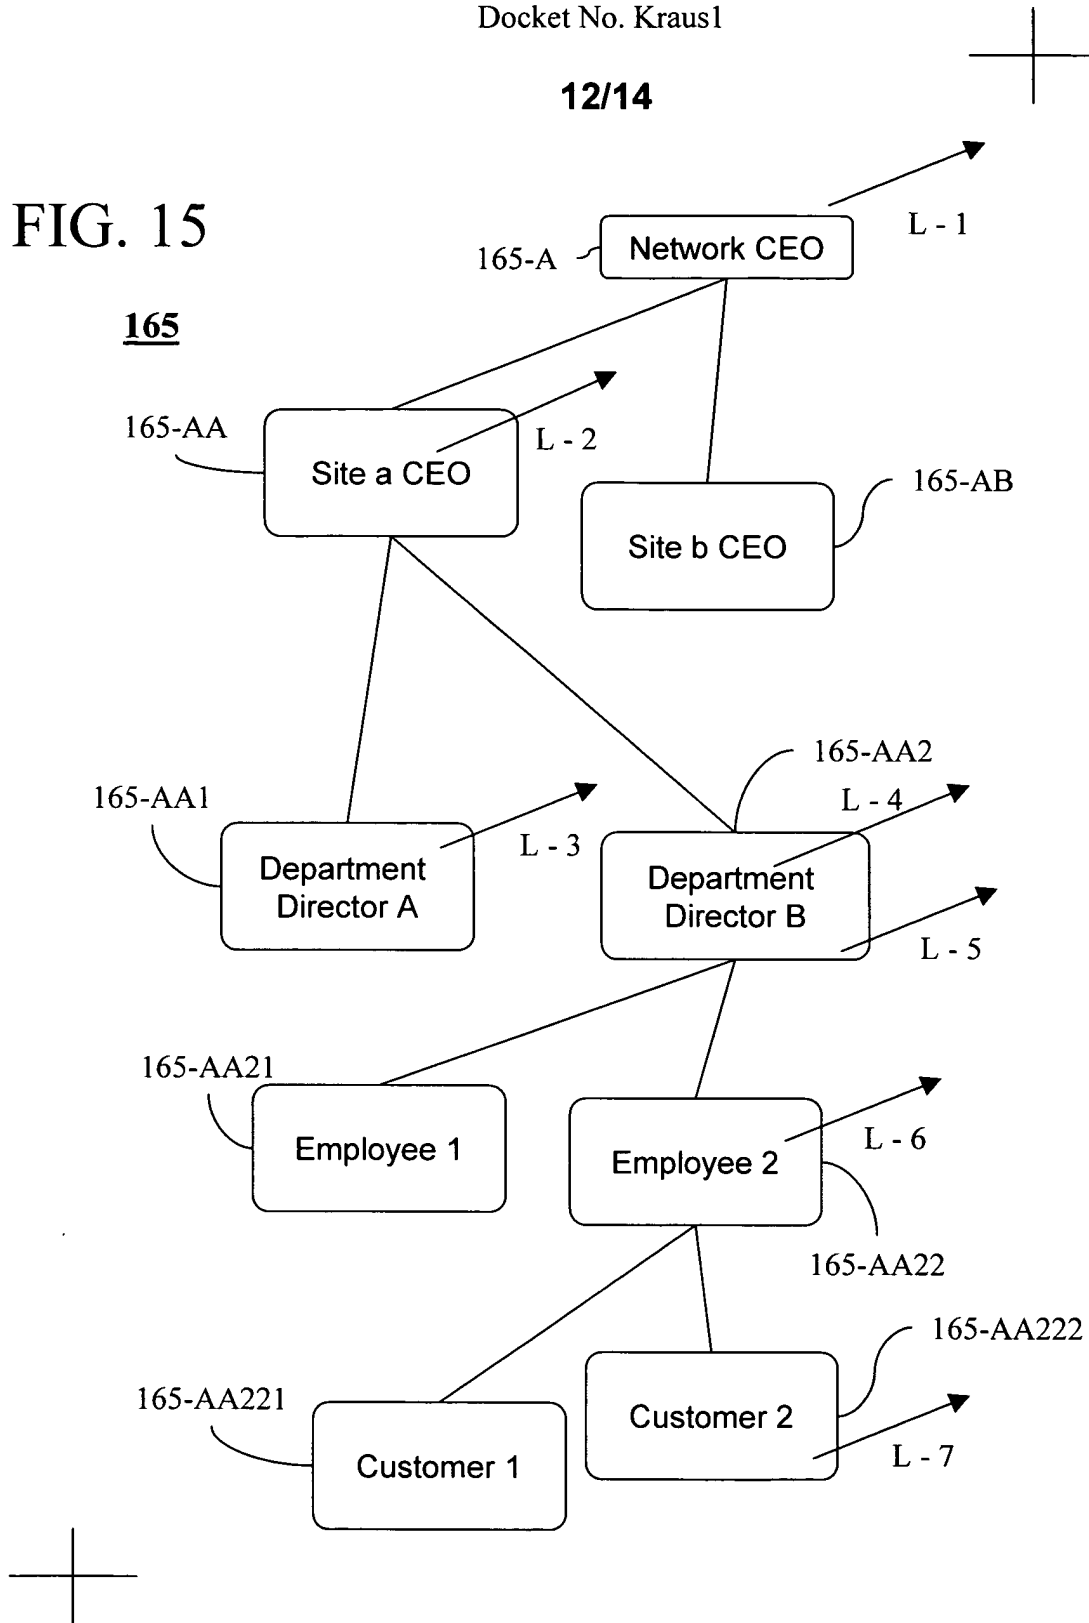 Docket No. Kraus1
12/14
FIG. 15
165
L - 1
165-A
Network CEO
165-AA
L - 2
Site a CEO
165-AB
Site b CEO
165-AA2
165-AA1
L - 4
L - 3
Department
Director A
Department
Director B
L - 5
165-AA21
Employee 1
L - 6
Employee 2
165-AA22
165-AA222
165-AA221
Customer 2
L - 7
Customer 1